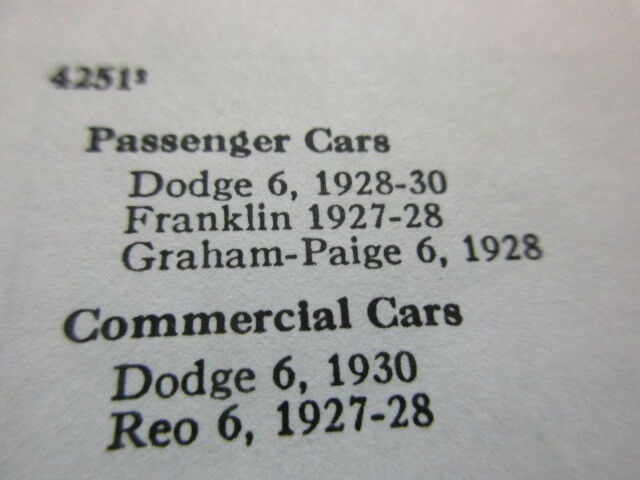 4251s
Passenger Cars
Dodge 6, 1928-30
Franklin 1927-28
Graham-Paige 6, 1928
Commercial Cars
Dodge 6, 1930
Reo 6, 1927-28